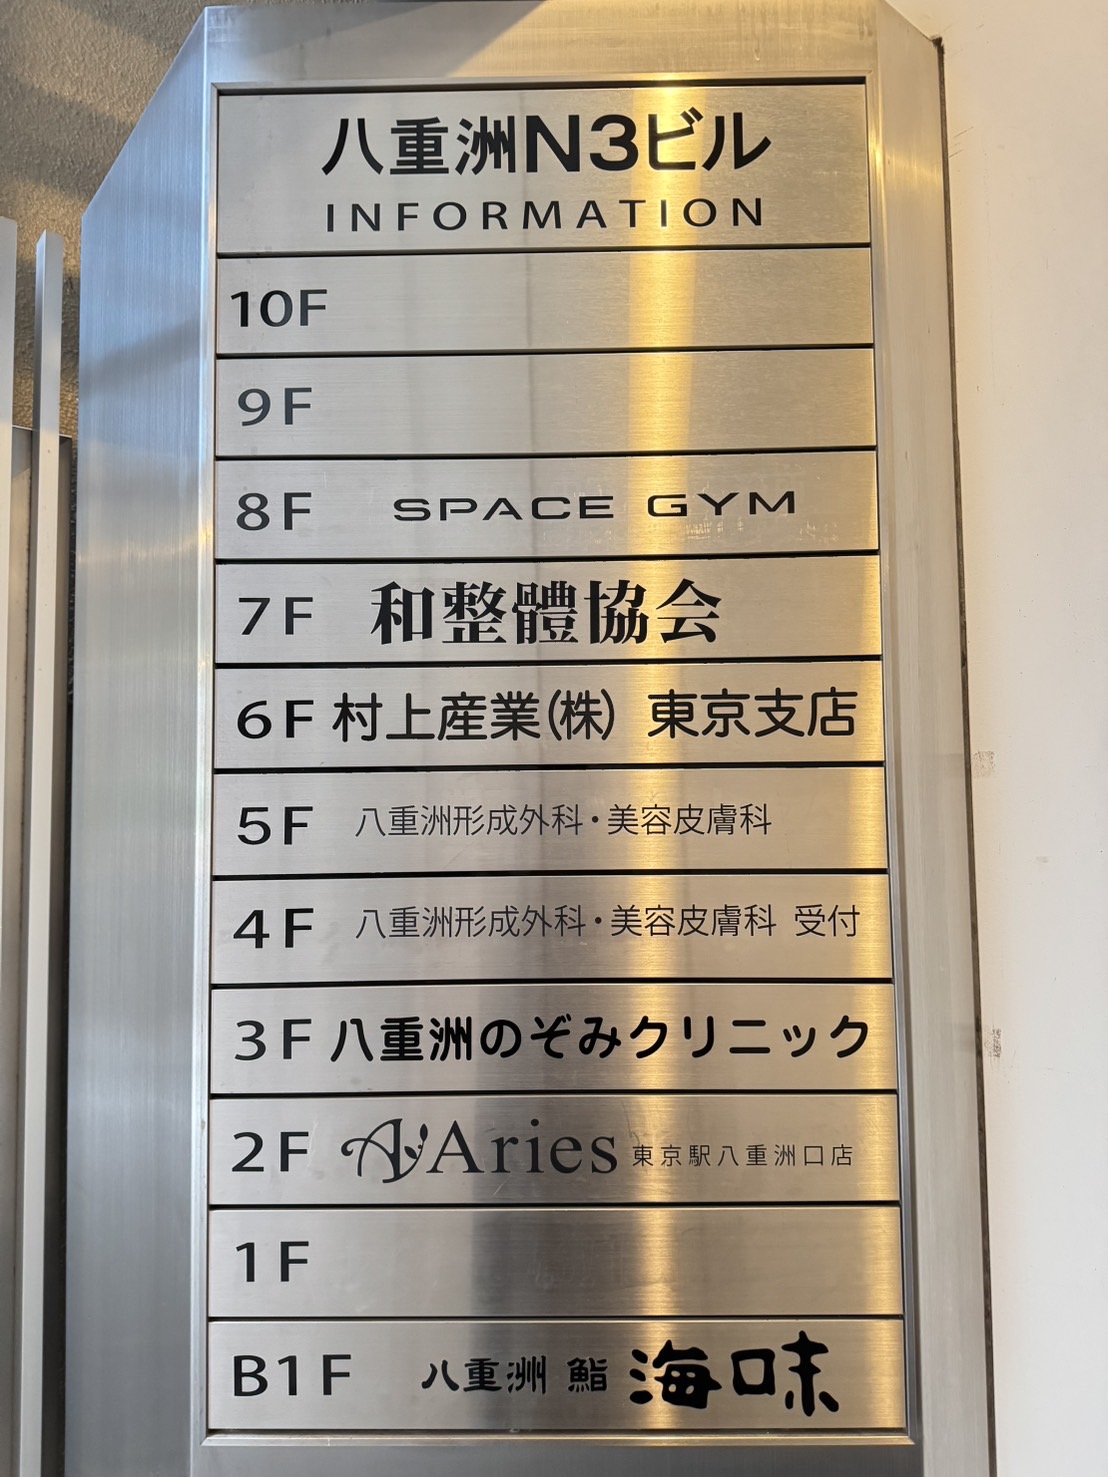 八重洲N3ビル
INFORMATION
10F
9F
8F SPACE GYM
7F 和整體協会
6F 村上産業(株) 東京支店
5F 八重洲形成外科・美容皮膚科
4F 八重洲形成外科・美容皮膚科 受付
3F 八重洲のぞみクリニック
2F Aries 東京駅八重洲口店
1F
B1F 八重洲 鮨 海味